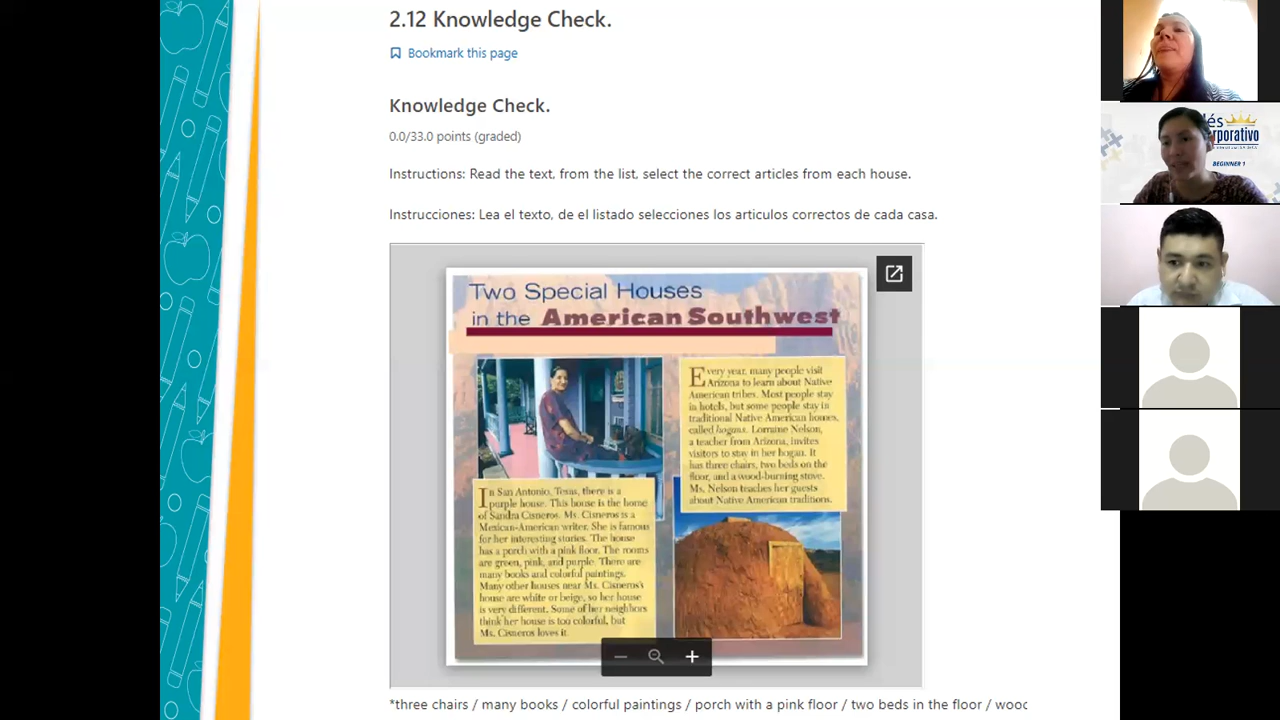 2.12 Knowledge Check.
Bookmark this page
Knowledge Check.
0.0/33.0 points (graded)
Instructions: Read the text, from the list, select the correct articles from each house.
Instrucciones: Lea el texto, de el listado selecciones los articulos correctos de cada casa.
Two Special Houses
in the American Southwest
Every year, many people visit
Arizona to learn about Native
American tribes. Most people stay
in hotels, but some people stay in
traditional Native American homes,
called hogans. Lorraine Nelson,
a teacher from Arizona, invites
visitors to stay in her hogan. It
has three chairs, two beds on the
floor, and a wood-burning stove.
Ms. Nelson teaches her guests
about Native American traditions.
In San Antonio, Texas, there is a
purple house. This house is the home
of Sandra Cisneros. Ms. Cisneros is a
Mexican-American writer. She is famous
for her interesting stories. The house
has a porch with a pink floor. The rooms
are green, pink, and purple. There are
many books and colorful paintings.
Many other houses near Ms. Cisneros's
house are white or beige, so her house
is very different. Some of her neighbors
think her house is too colorful, but
Ms. Cisneros loves it.
*three chairs / many books / colorful paintings / porch with a pink floor / two beds in the floor /
lés
rporativo
BEGINNER 1